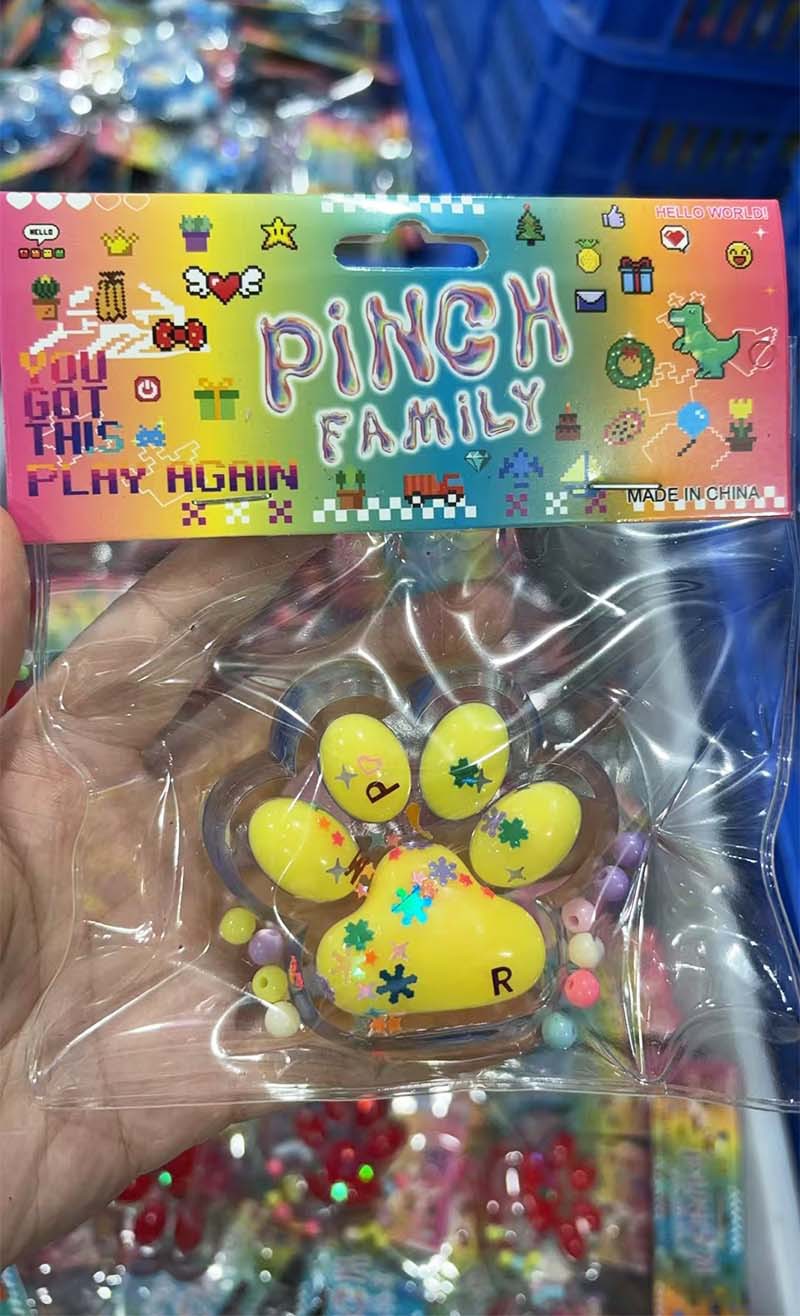 HELLO
HELLO WORLD!
PINCH
FAMILY
YOU
GOT
THIS
PLAY AGAIN
MADE IN CHINA
P
R